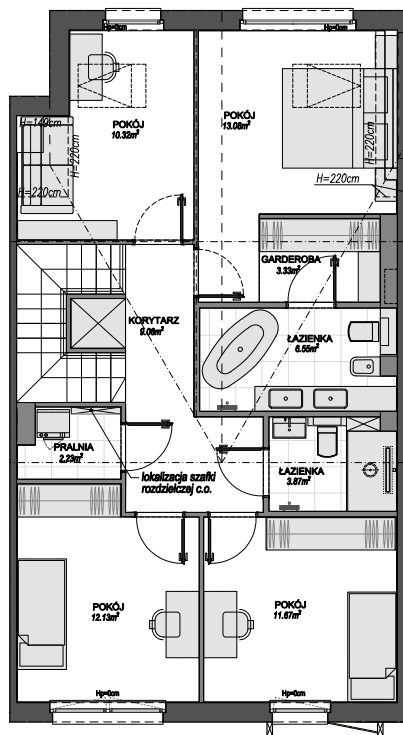 Hp=0cm
Hp=0cm
POKÓJ
10.32m²
POKÓJ
13.08m²
H=149cm
H=220cm
H=220cm
H=220cm
H=220cm
GARDEROBA
3.33m²
KORYTARZ
9.06m²
ŁAZIENKA
6.55m²
PRALNIA
2.23m²
lokalizacja szafki
rozdzielczej c.o.
ŁAZIENKA
3.87m²
POKÓJ
12.13m²
POKÓJ
11.67m²
Hp=0cm
Hp=0cm